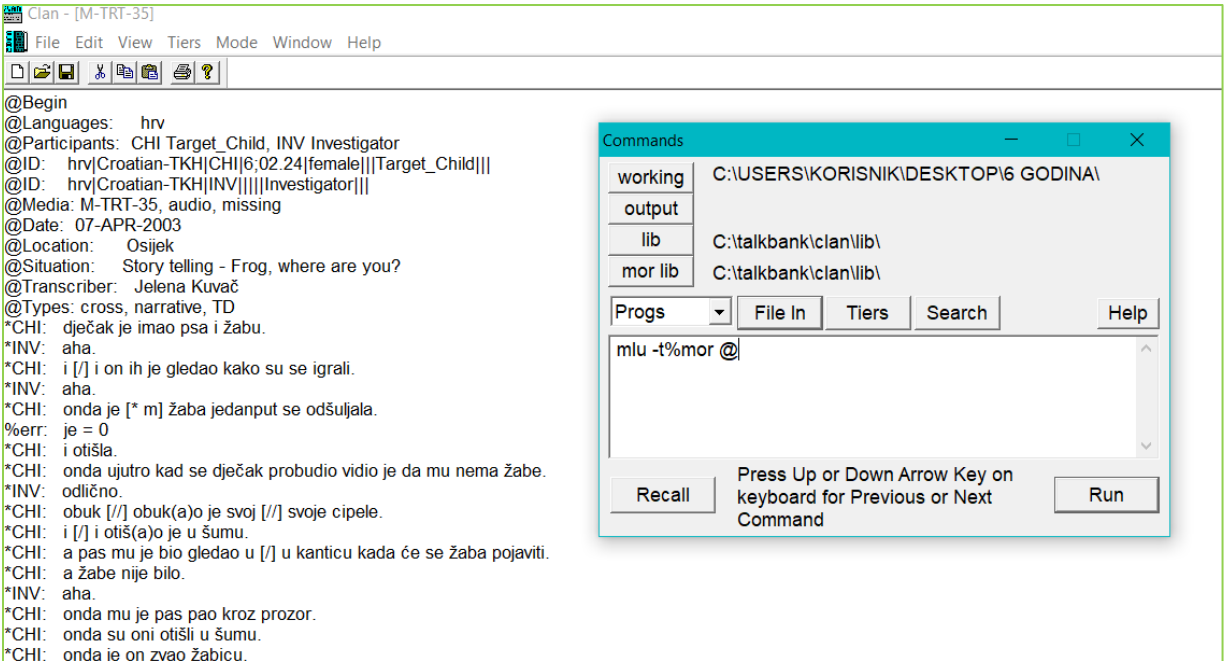 Clan - [M-TRT-35]
File Edit View Tiers Mode Window Help
@Begin
@Languages: hrv
@Participants: CHI Target_Child, INV Investigator
@ID: hrv|Croatian-TKH|CHI|6;02.24|female|||Target_Child|||
@ID: hrv|Croatian-TKH|INV|||||Investigator|||
@Media: M-TRT-35, audio, missing
@Date: 07-APR-2003
@Location: Osijek
@Situation: Story telling - Frog, where are you?
@Transcriber: Jelena Kuvač
@Types: cross, narrative, TD
*CHI: dječak je imao psa i žabu.
*INV: aha.
*CHI: i [/] i on ih je gledao kako su se igrali.
*INV: aha.
*CHI: onda je [* m] žaba jedanput se odšuljala.
%err: je = 0
*CHI: i otišla.
*CHI: onda ujutro kad se dječak probudio vidio je da mu nema žabe.
*INV: odlično.
*CHI: obuk [//] obuk(a)o je svoj [//] svoje cipele.
*CHI: i [/] i otiš(a)o je u šumu.
*CHI: a pas mu je bio gledao u [/] u kanticu kada će se žaba pojaviti.
*CHI: a žabe nije bilo.
*INV: aha.
*CHI: onda mu je pas pao kroz prozor.
*CHI: onda su oni otišli u šumu.
*CHI: onda je on zvao žabicu.
Commands
working C:\USERS\KORISNIK\DESKTOP\6 GODINA\
output
lib C:\talkbank\clan\lib\
mor lib C:\talkbank\clan\lib\
Progs File In Tiers Search Help
mlu -t%mor @
Recall Press Up or Down Arrow Key on Run
keyboard for Previous or Next
Command